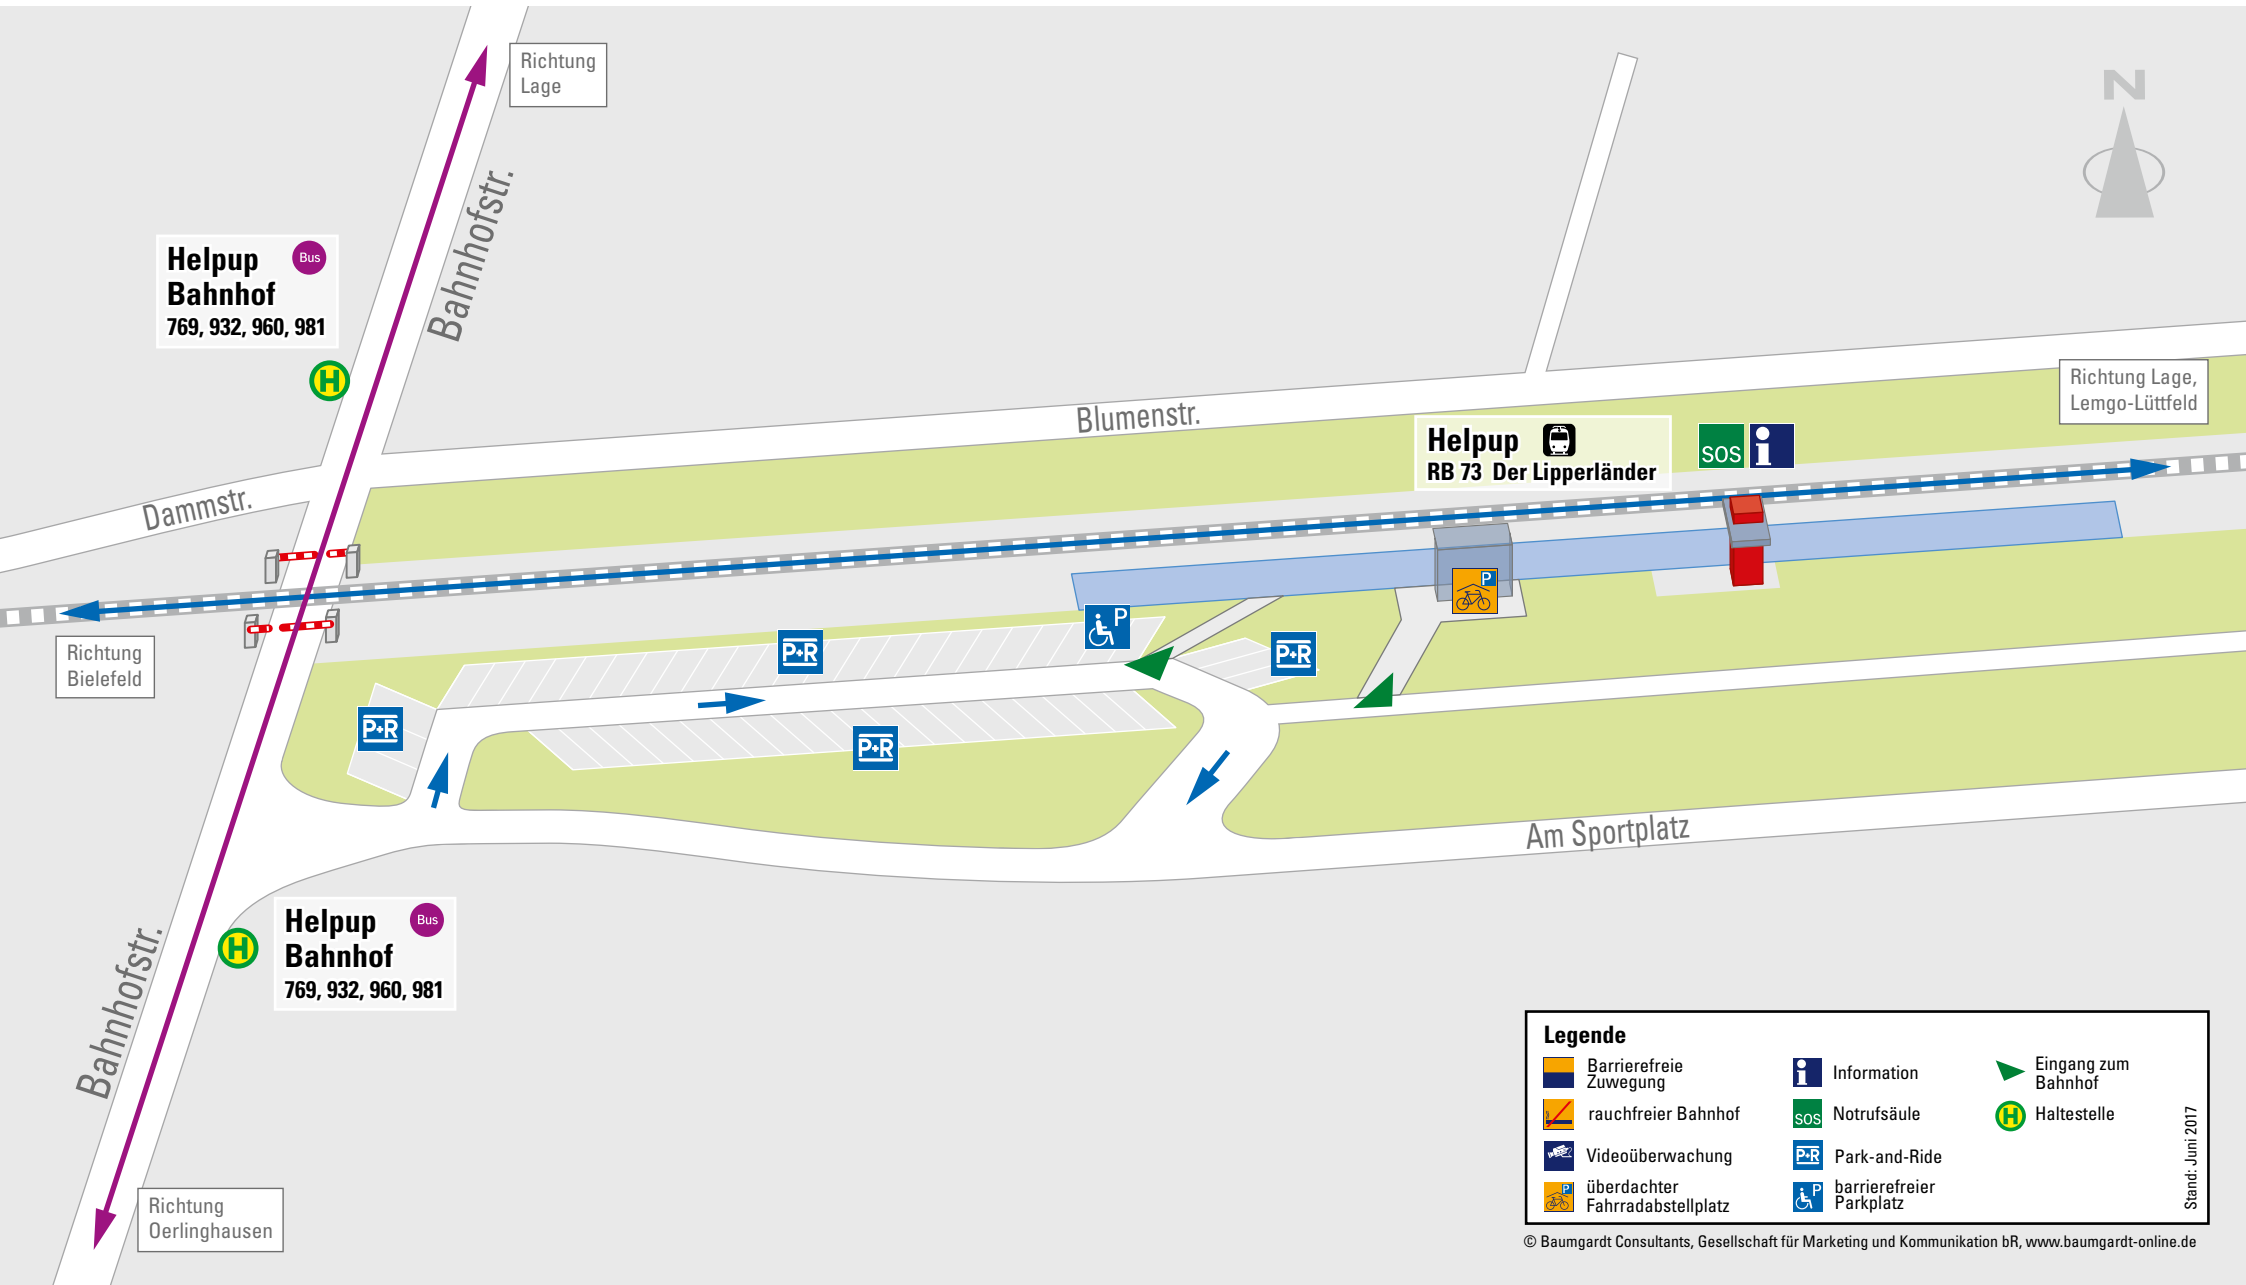 Richtung
Lage
N
Bahnhofstr.
Helpup
Bus
Bahnhof
769, 932, 960, 981
H
Blumenstr.
Richtung Lage,
Lemgo-Lüttfeld
Helpup
RB 73 Der Lipperländer
SOS
i
Dammstr.
P
P
P+R
P+R
Richtung
Bielefeld
P+R
P+R
Am Sportplatz
Helpup
Bus
Bahnhof
769, 932, 960, 981
H
Bahnhofstr.
Richtung
Oerlinghausen
Legende
Barrierefreie
Zuwegung
rauchfreier Bahnhof
Videoüberwachung
P
überdachter
Fahrradabstellplatz
i
Information
SOS
Notrufsäule
P+R
Park-and-Ride
P
barrierefreier
Parkplatz
Eingang zum
Bahnhof
H
Haltestelle
Stand: Juni 2017
© Baumgardt Consultants, Gesellschaft für Marketing und Kommunikation bR, www.baumgardt-online.de